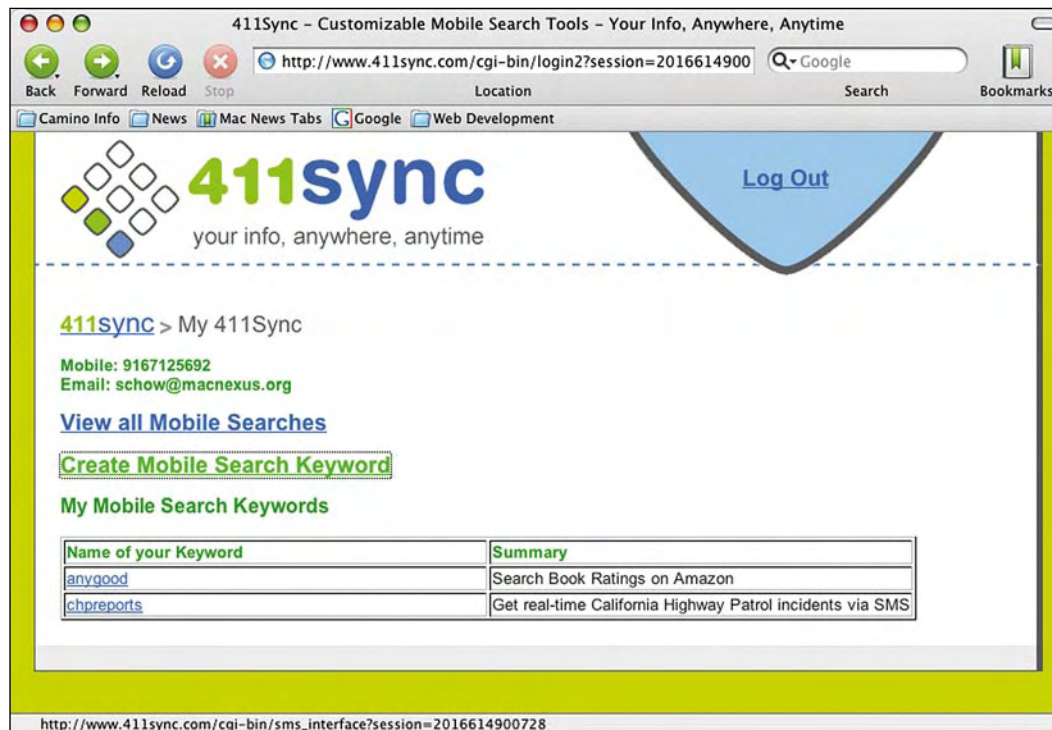 411Sync – Customizable Mobile Search Tools – Your Info, Anywhere, Anytime
http://www.411sync.com/cgi-bin/login2?session=2016614900
Google
Back Forward Reload Stop Location Search Bookmarks
Camino Info News Mac News Tabs Google Web Development
411sync
your info, anywhere, anytime
Log Out
411sync > My 411Sync
Mobile: 9167125692
Email: schow@macnexus.org
View all Mobile Searches
Create Mobile Search Keyword
My Mobile Search Keywords
Name of your Keyword Summary
anygood Search Book Ratings on Amazon
chpreports Get real-time California Highway Patrol incidents via SMS
http://www.411sync.com/cgi-bin/sms_interface?session=2016614900728